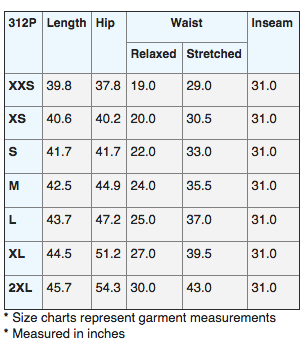 312P Length Hip Waist Inseam
Relaxed Stretched
XXS 39.8 37.8 19.0 29.0 31.0
XS 40.6 40.2 20.0 30.5 31.0
S 41.7 41.7 22.0 33.0 31.0
M 42.5 44.9 24.0 35.5 31.0
L 43.7 47.2 25.0 37.0 31.0
XL 44.5 51.2 27.0 39.5 31.0
2XL 45.7 54.3 30.0 43.0 31.0
* Size charts represent garment measurements
* Measured in inches